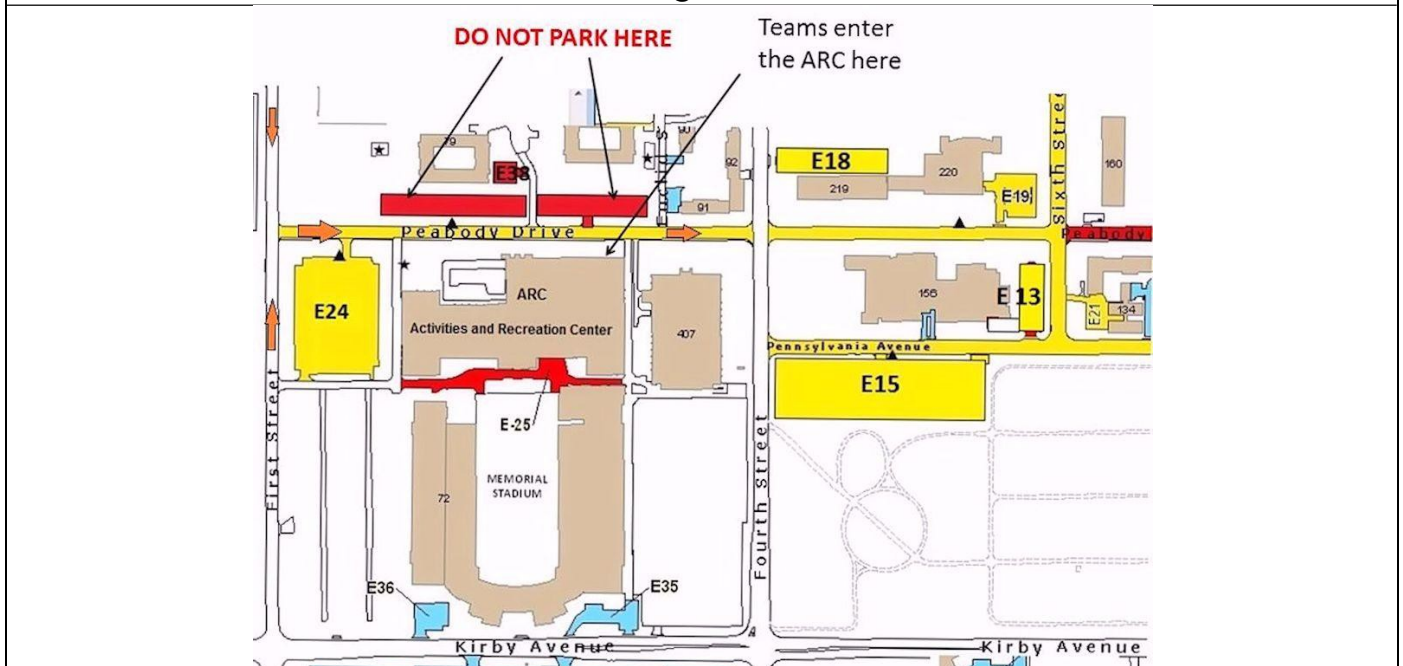 DO NOT PARK HERE
Teams enter
the ARC here
79
E38
92
91
E18
219
220
E19
Sixth Stree
160
Peabody Drive
Peabody
E24
ARC
Activities and Recreation Center
407
156
E 13
E21
134
Pennsylvania Avenue
E15
E-25
First Street
72
MEMORIAL
STADIUM
Fourth Street
E36
E35
Kirby Avenue
Kirby Avenue